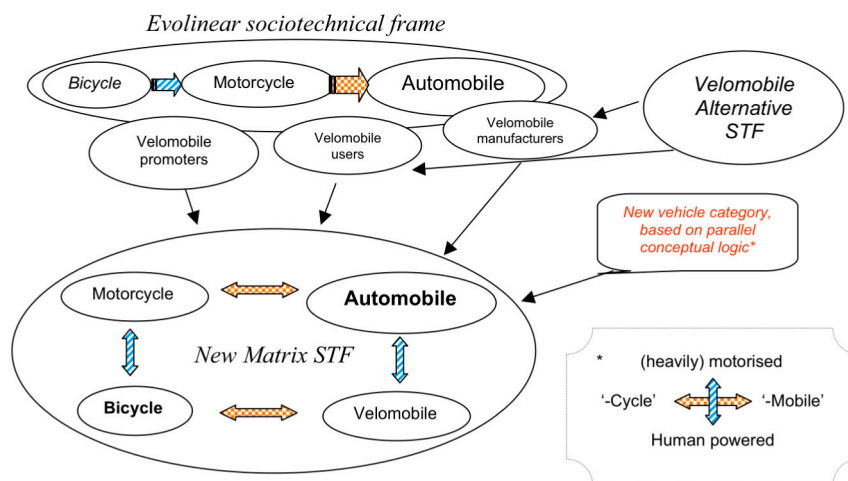 Evolinear sociotechnical frame
Bicycle
Motorcycle
Automobile
Velomobile
Alternative
STF
Velomobile
promoters
Velomobile
users
Velomobile
manufacturers
New vehicle category,
based on parallel
conceptual logic*
Motorcycle
Automobile
New Matrix STF
Bicycle
Velomobile
* (heavily) motorised
‘-Cycle’ ‘-Mobile’
Human powered